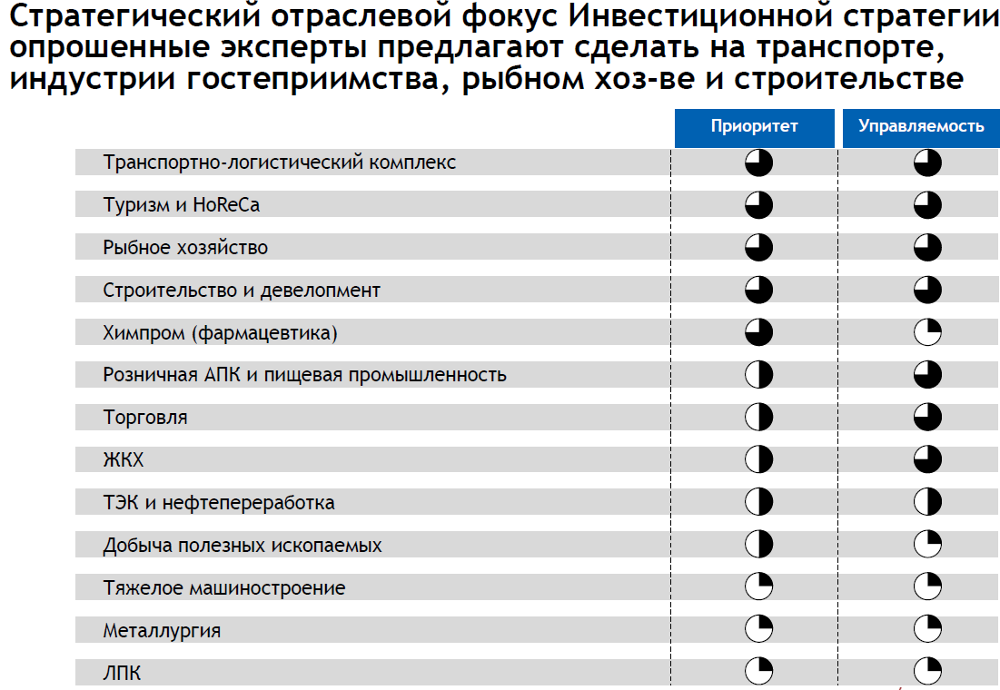 Стратегический отраслевой фокус Инвестиционной стратегии
опрошенные эксперты предлагают сделать на транспорте,
индустрии гостеприимства, рыбном хоз-ве и строительстве
Приоритет Управляемость
Транспортно-логистический комплекс
Туризм и HoReCa
Рыбное хозяйство
Строительство и девелопмент
Химпром (фармацевтика)
Розничная АПК и пищевая промышленность
Торговля
ЖКХ
ТЭК и нефтепереработка
Добыча полезных ископаемых
Тяжелое машиностроение
Металлургия
ЛПК